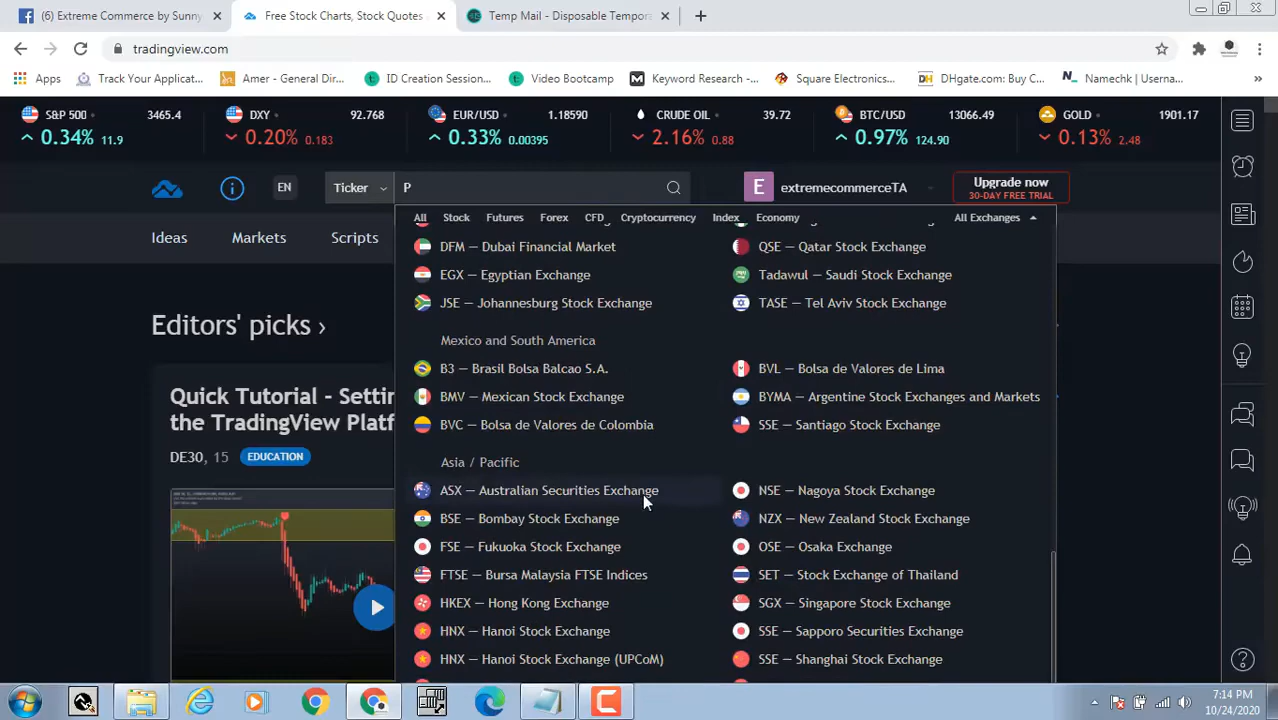 (6) Extreme Commerce by Sunny
Free Stock Charts, Stock Quotes
Temp Mail - Disposable Tempora
tradingview.com
Apps
Track Your Applicat...
Amer - General Dir...
ID Creation Session...
Video Bootcamp
Keyword Research -...
Square Electronics...
DHgate.com: Buy C...
Namechk | Userna...
S&P 500 3465.4
0.34% 11.9
DXY 92.768
0.20% 0.183
EUR/USD 1.18590
0.33% 0.00395
CRUDE OIL 39.72
2.16% 0.88
BTC/USD 13066.49
0.97% 124.90
GOLD 1901.17
0.13% 2.48
EN
Ticker
P
E
extremecommerceTA
Upgrade now
30-DAY FREE TRIAL
All Stock Futures Forex CFD Cryptocurrency Index Economy All Exchanges
Ideas Markets Scripts
DFM — Dubai Financial Market
QSE — Qatar Stock Exchange
EGX — Egyptian Exchange
Tadawul — Saudi Stock Exchange
JSE — Johannesburg Stock Exchange
TASE — Tel Aviv Stock Exchange
Mexico and South America
B3 — Brasil Bolsa Balcao S.A.
BVL — Bolsa de Valores de Lima
BMV — Mexican Stock Exchange
BYMA — Argentine Stock Exchanges and Markets
BVC — Bolsa de Valores de Colombia
SSE — Santiago Stock Exchange
Asia / Pacific
ASX — Australian Securities Exchange
NSE — Nagoya Stock Exchange
BSE — Bombay Stock Exchange
NZX — New Zealand Stock Exchange
FSE — Fukuoka Stock Exchange
OSE — Osaka Exchange
FTSE — Bursa Malaysia FTSE Indices
SET — Stock Exchange of Thailand
HKEX — Hong Kong Exchange
SGX — Singapore Stock Exchange
HNX — Hanoi Stock Exchange
SSE — Sapporo Securities Exchange
HNX — Hanoi Stock Exchange (UPCoM)
SSE — Shanghai Stock Exchange
Editors' picks ›
Quick Tutorial - Setti
the TradingView Platf
DE30, 15
EDUCATION
7:14 PM
10/24/2020